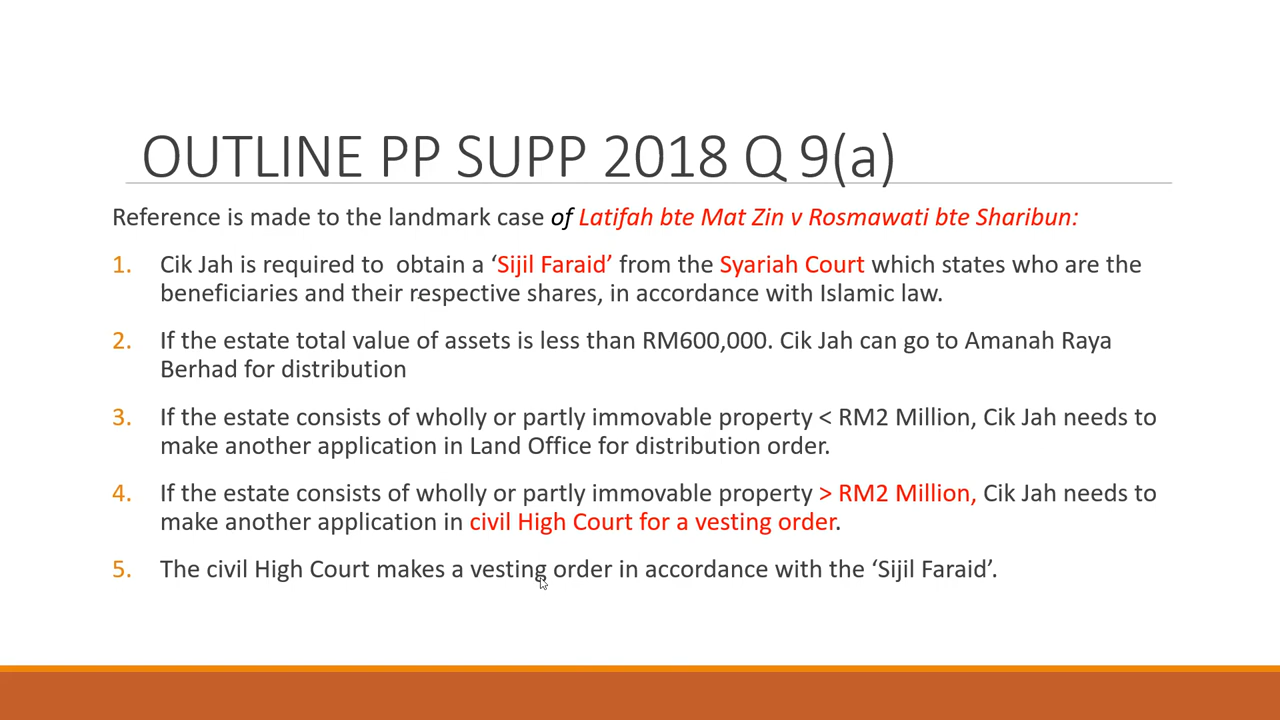 OUTLINE PP SUPP 2018 Q 9(a)
Reference is made to the landmark case of Latifah bte Mat Zin v Rosmawati bte Sharibun:
1. Cik Jah is required to  obtain a ‘Sijil Faraid’ from the Syariah Court which states who are the
beneficiaries and their respective shares, in accordance with Islamic law.
2. If the estate total value of assets is less than RM600,000. Cik Jah can go to Amanah Raya
Berhad for distribution
3. If the estate consists of wholly or partly immovable property < RM2 Million, Cik Jah needs to
make another application in Land Office for distribution order.
4. If the estate consists of wholly or partly immovable property > RM2 Million, Cik Jah needs to
make another application in civil High Court for a vesting order.
5. The civil High Court makes a vesting order in accordance with the ‘Sijil Faraid’.